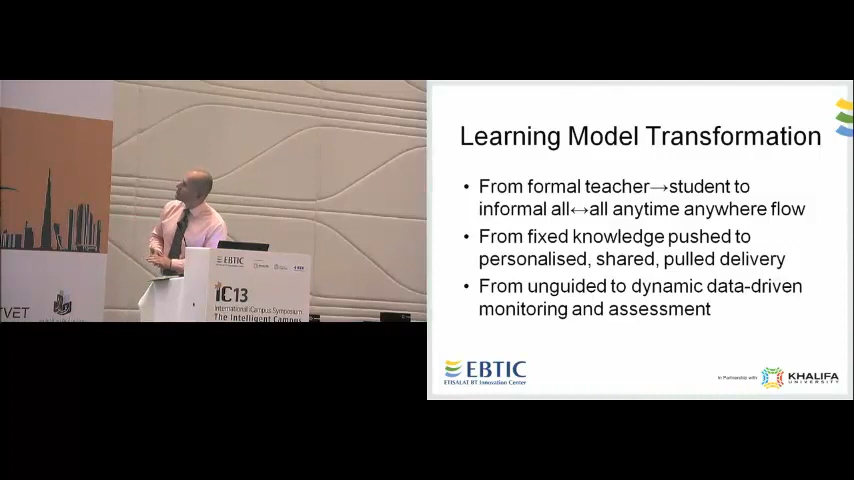 TVET
EBTIC
iC13
International iCampus Symposium
The Intelligent Campus
Learning Model Transformation
• From formal teacher→student to
informal all↔all anytime anywhere flow
• From fixed knowledge pushed to
personalised, shared, pulled delivery
• From unguided to dynamic data-driven
monitoring and assessment
EBTIC
ETISALAT BT Innovation Center
In Partnership with
KHALIFA
UNIVERSITY